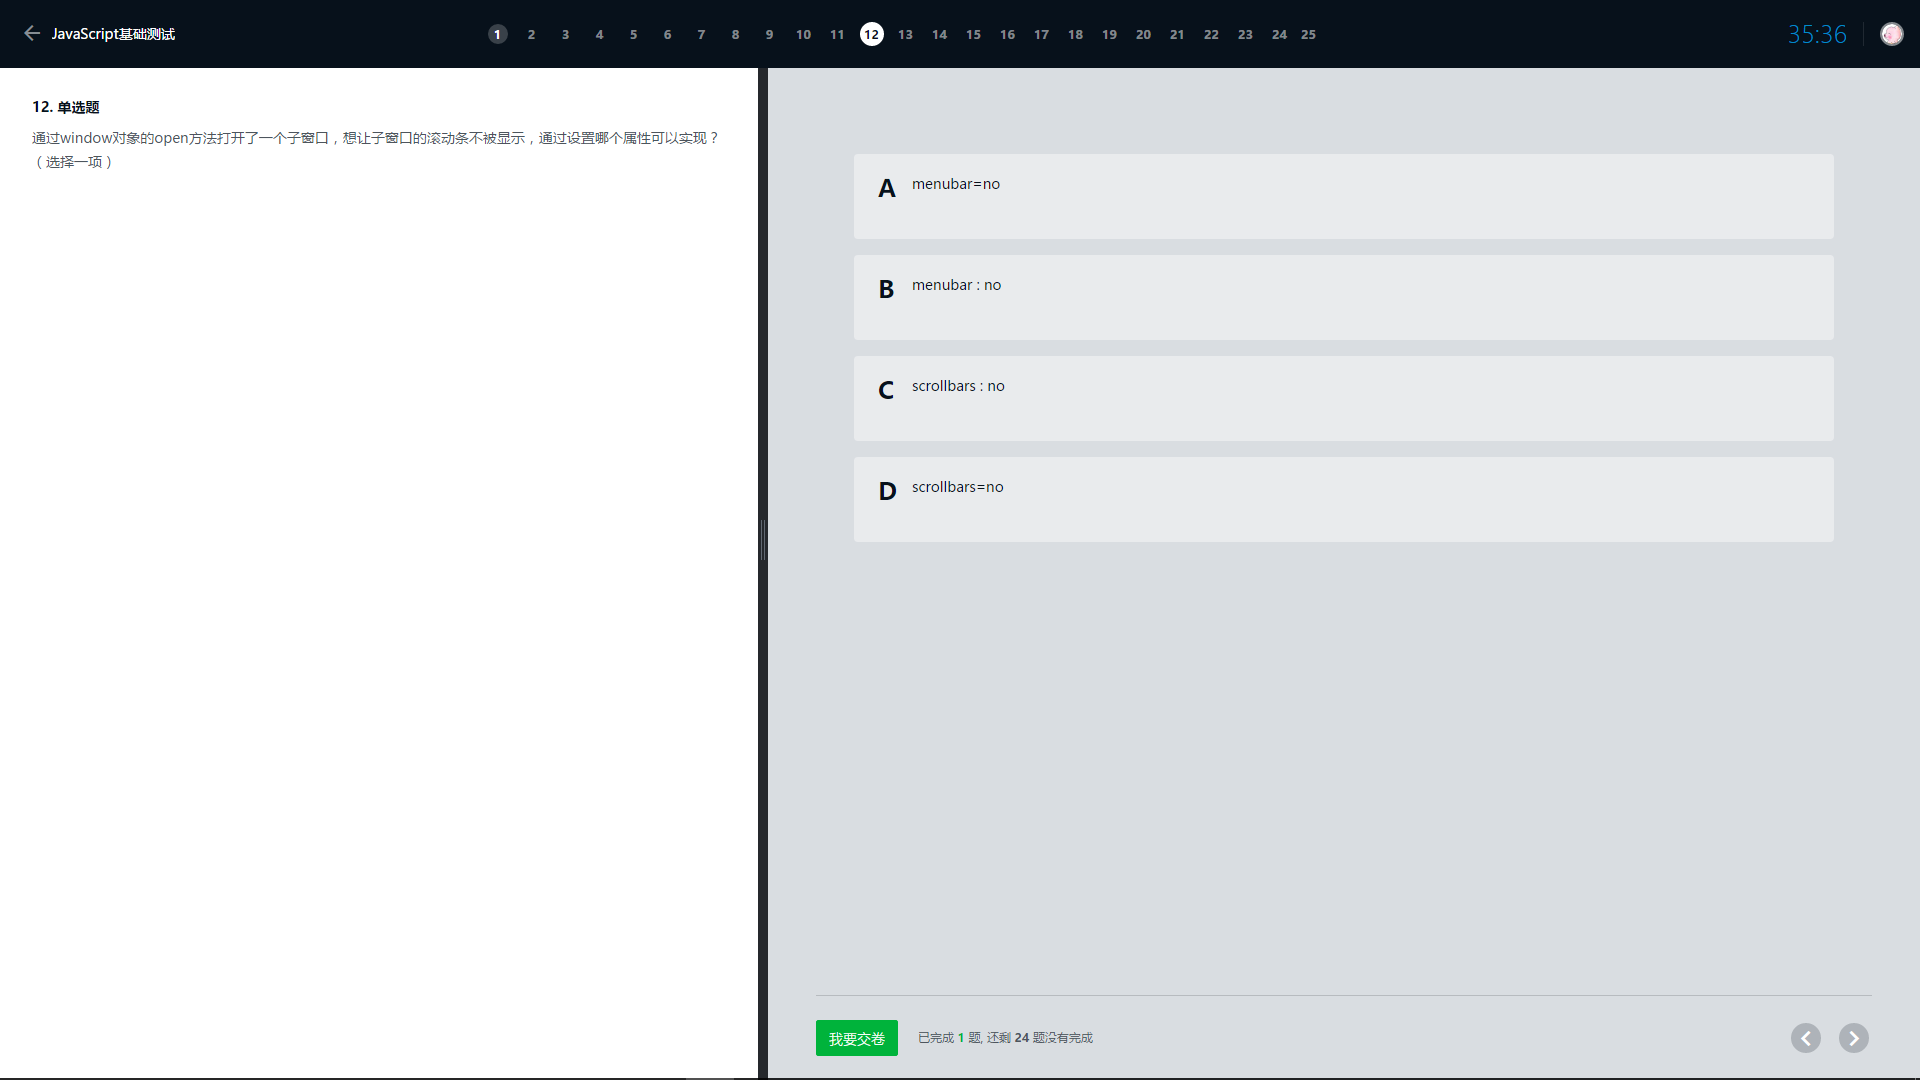 JavaScript基础测试
1 2 3 4 5 6 7 8 9 10 11 12 13 14 15 16 17 18 19 20 21 22 23 24 25
35:36
12. 单选题
通过window对象的open方法打开了一个子窗口，想让子窗口的滚动条不被显示，通过设置哪个属性可以实现？
（选择一项）
A menubar=no
B menubar : no
C scrollbars : no
D scrollbars=no
我要交卷 已完成 1 题, 还剩 24 题没有完成